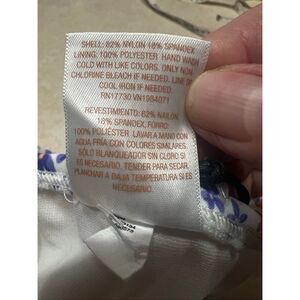 SHELL: 82% NYLON 18% SPANDEX
LINING: 100% POLYESTER HAND WASH
COLD WITH LIKE COLORS. ONLY NON
CHLORINE BLEACH IF NEEDED. LINE DRY
COOL IRON IF NEEDED.
RN17730 VN1984071
REVESTIMIENTO: 82% NAILON
18% SPANDEX, FORRO:
100% POLIÉSTER LAVAR A MANO CON
AGUA FRÍA CON COLORES SIMILARES.
SÓLO BLANQUEADOR SIN CLORO SI
ES NECESARIO. TENDER PARA SECAR
PLANCHAR A BAJA TEMPERATURA SI ES
NECESARIO